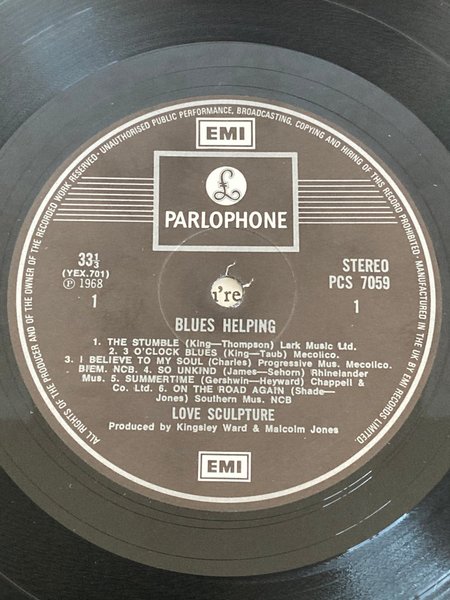 ALL RIGHTS OF THE PRODUCER AND OF THE OWNER OF THE RECORDED WORK RESERVED · UNAUTHORISED PUBLIC PERFORMANCE, BROADCASTING, COPYING AND HIRING OF THIS RECORD PROHIBITED · MANUFACTURED IN THE UK BY EMI RECORDS LIMITED.
EMI
£
PARLOPHONE
33⅓
(YEX.701)
℗ 1968
1
STEREO
PCS 7059
1
're
BLUES HELPING
1. THE STUMBLE (King—Thompson) Lark Music Ltd.
2. 3 O'CLOCK BLUES (King—Taub) Mecolico.
3. I BELIEVE TO MY SOUL (Charles) Progressive Mus. Mecolico.
BIEM. NCB. 4. SO UNKIND (James—Sehorn) Rhinelander
Mus. 5. SUMMERTIME (Gershwin—Heyward) Chappell &
Co. Ltd. 6. ON THE ROAD AGAIN (Shade—
Jones) Southern Mus. NCB
LOVE SCULPTURE
Produced by Kingsley Ward & Malcolm Jones
EMI